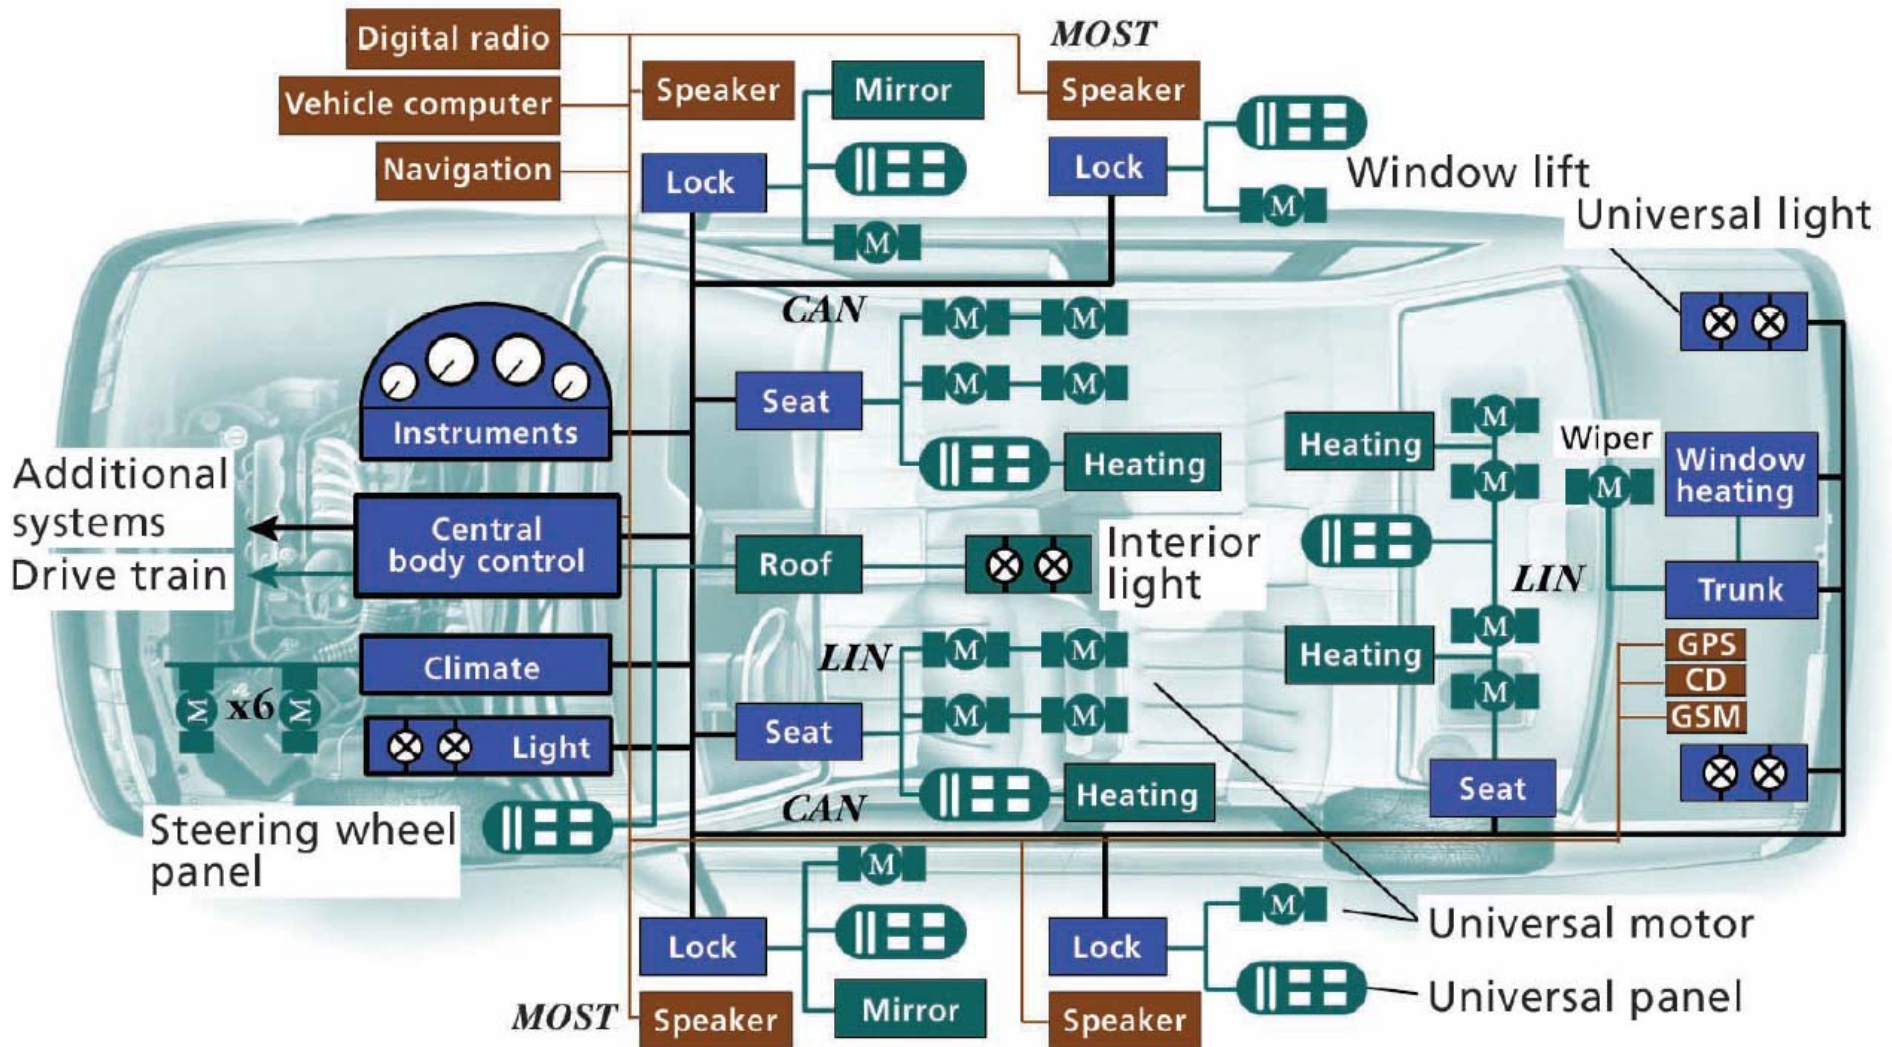 Digital radio
MOST
Speaker
Mirror
Speaker
Vehicle computer
Navigation
Lock
Lock
Window lift
M
M
Universal light
CAN
M
M
M
M
Seat
Instruments
Heating
M
Heating
M
Wiper
M
Window
heating
Additional
systems
Drive train
Central
body control
Roof
Interior
light
LIN
Trunk
Climate
LIN
M
M
M
M
Heating
M
M
GPS
CD
GSM
M
x6
M
Light
Seat
Seat
CAN
Heating
Steering wheel
panel
M
M
Universal motor
Lock
Lock
Universal panel
MOST
Speaker
Mirror
Speaker